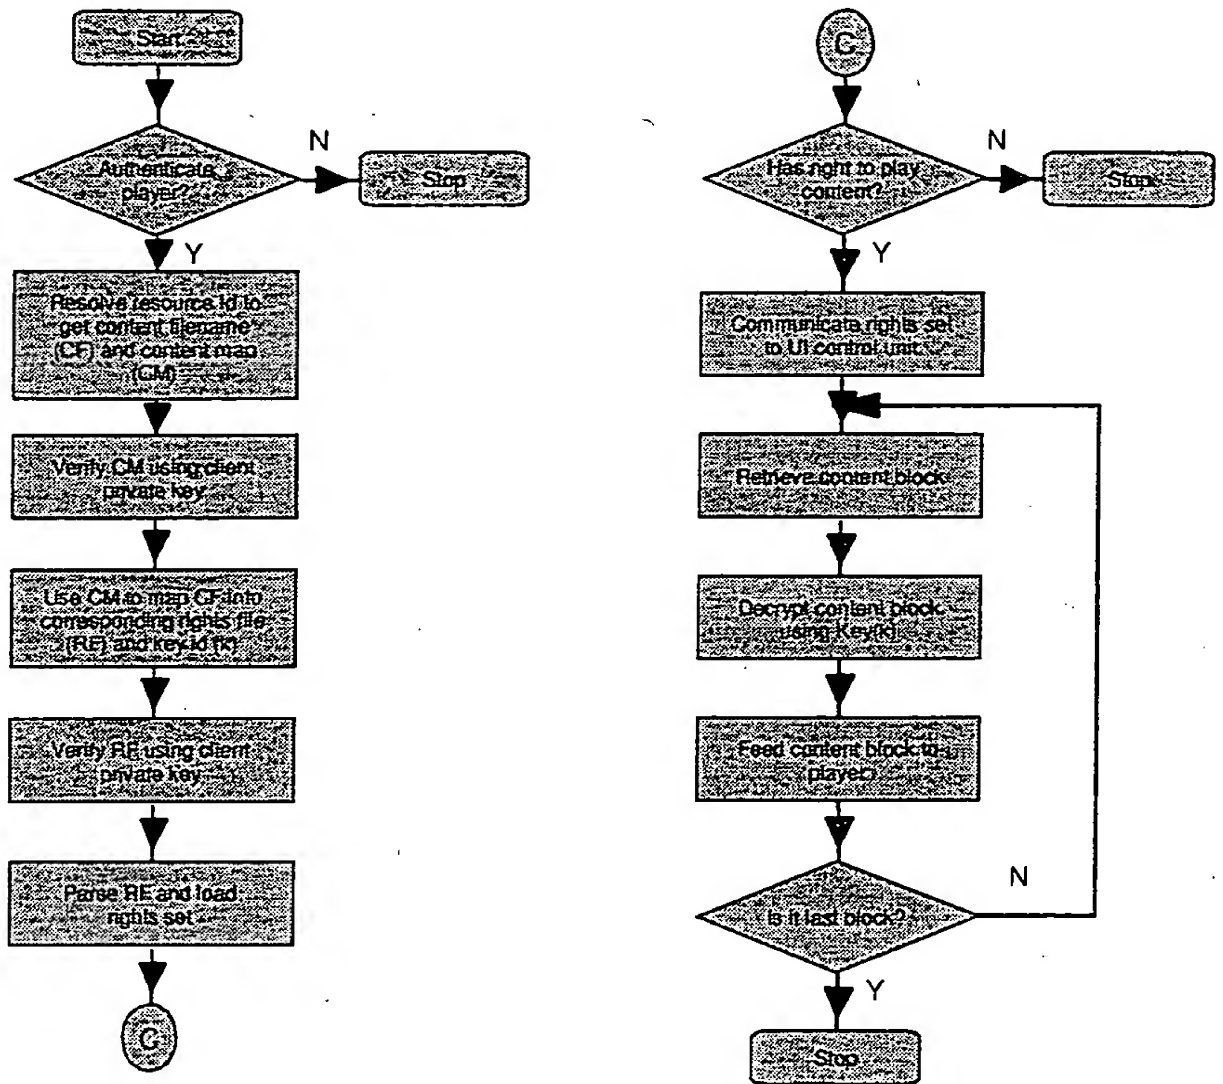 Start
Authenticate
player?
N
Stop
Y
Resolve resource id to
get content filename
(CF) and content map
(CM)
Verify CM using client
private key
Use CM to map CF into
corresponding rights file
(RF) and key id (k)
Verify RF using client
private key
Parse RF and load
rights set
C
C
Has right to play
content?
N
Stop
Y
Communicate rights set
to UI control unit
Retrieve content block
Decrypt content block
using Key(k)
Feed content block to
player
Is it last block?
N
Y
Stop